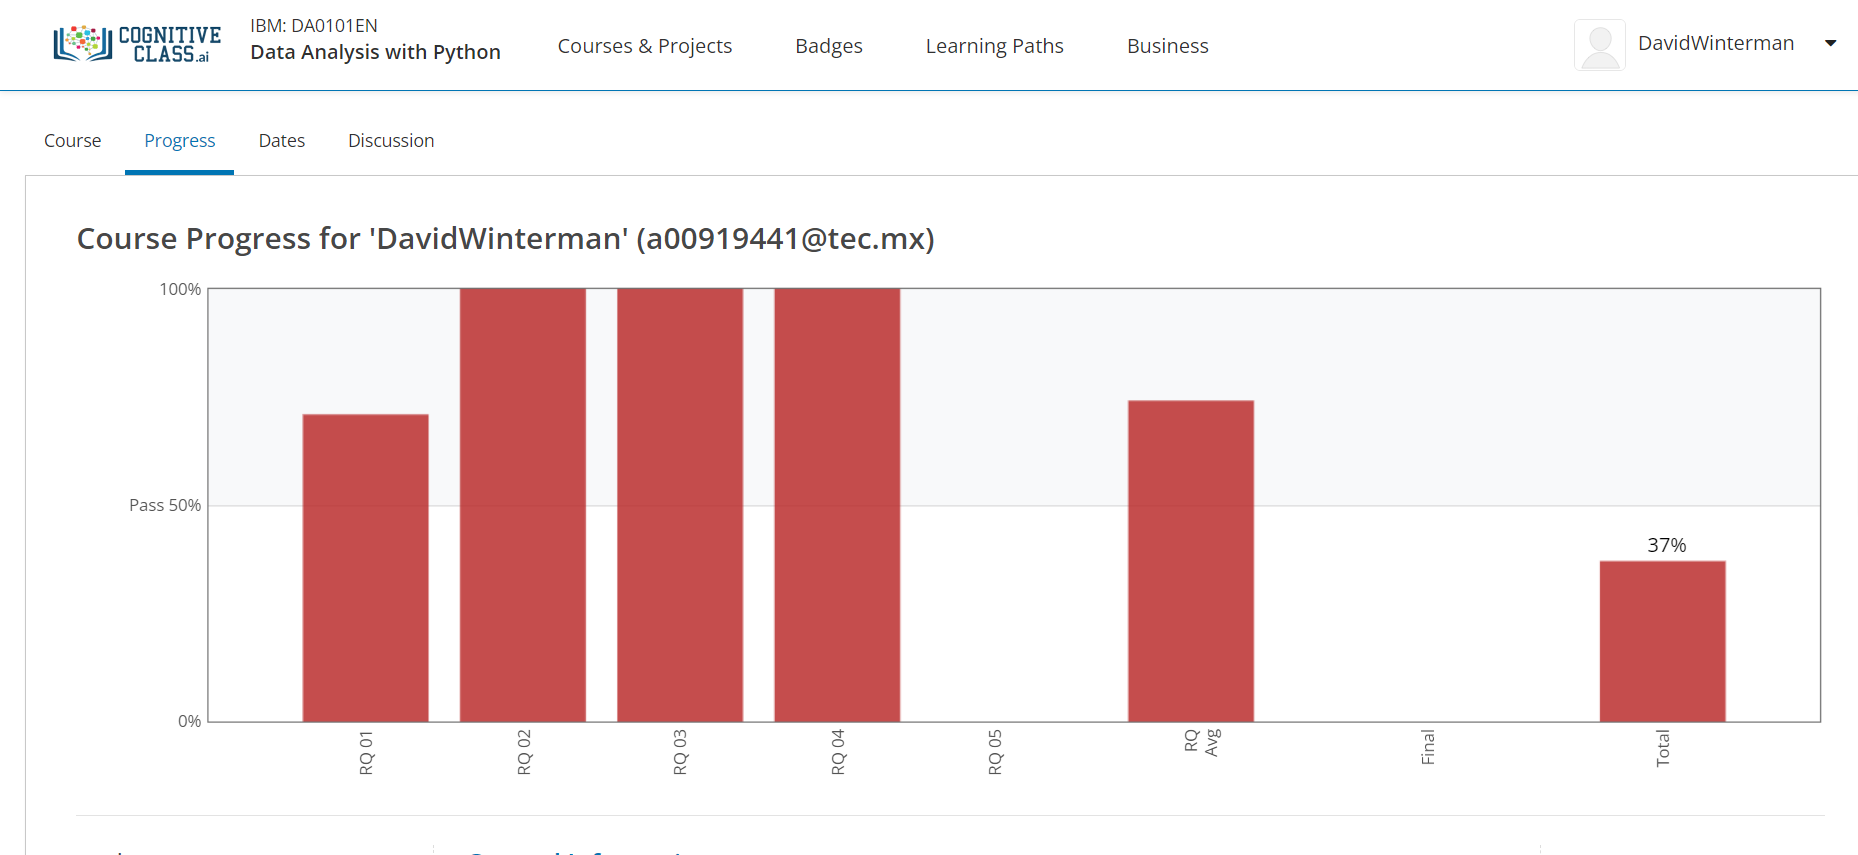 COGNITIVE
CLASS.ai
IBM: DA0101EN
Data Analysis with Python
Courses & Projects
Badges
Learning Paths
Business
DavidWinterman
Course
Progress
Dates
Discussion
Course Progress for 'DavidWinterman' (a00919441@tec.mx)
100%
Pass 50%
0%
37%
RQ 01
RQ 02
RQ 03
RQ 04
RQ 05
RQ
Avg
Final
Total